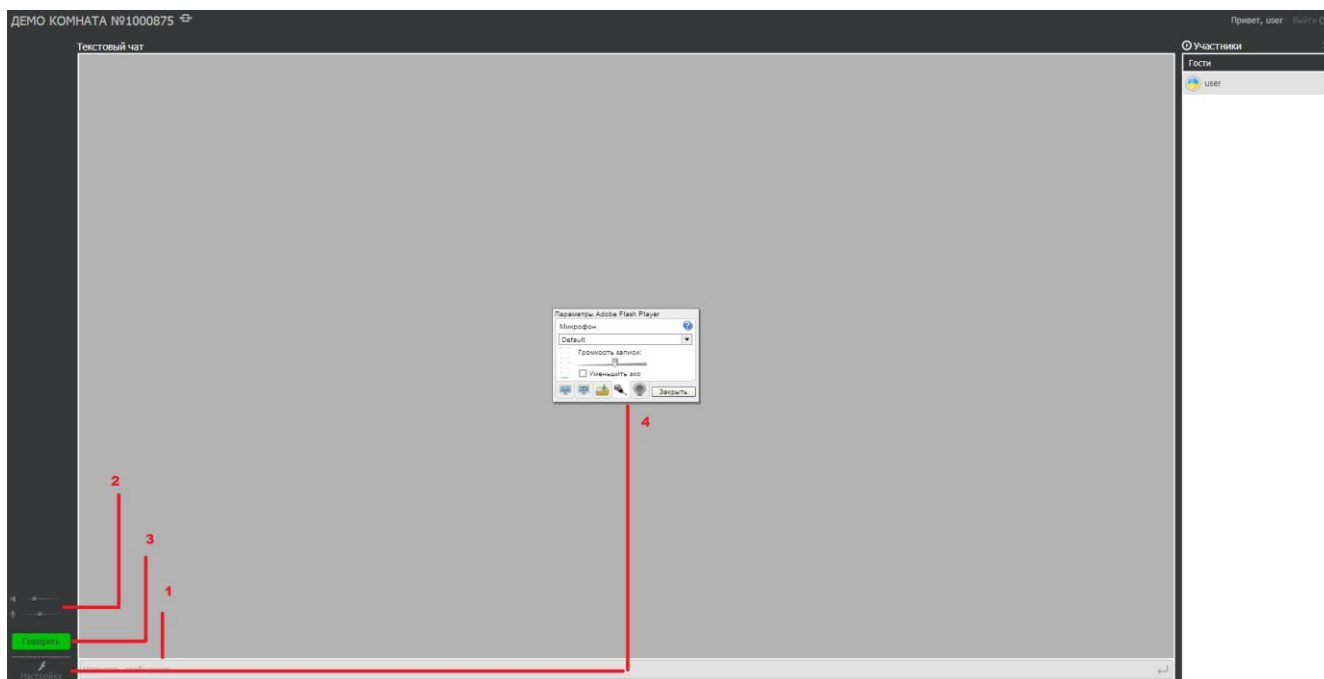 ДЕМО КОМНАТА №1000875
Привет, user Выйти
Текстовый чат
Участники
Гости
user
Параметры Adobe Flash Player
Микрофон
Default
Громкость записи:
Уменьшить эхо
Закрыть
4
2
3
1
Говорить
Настройка